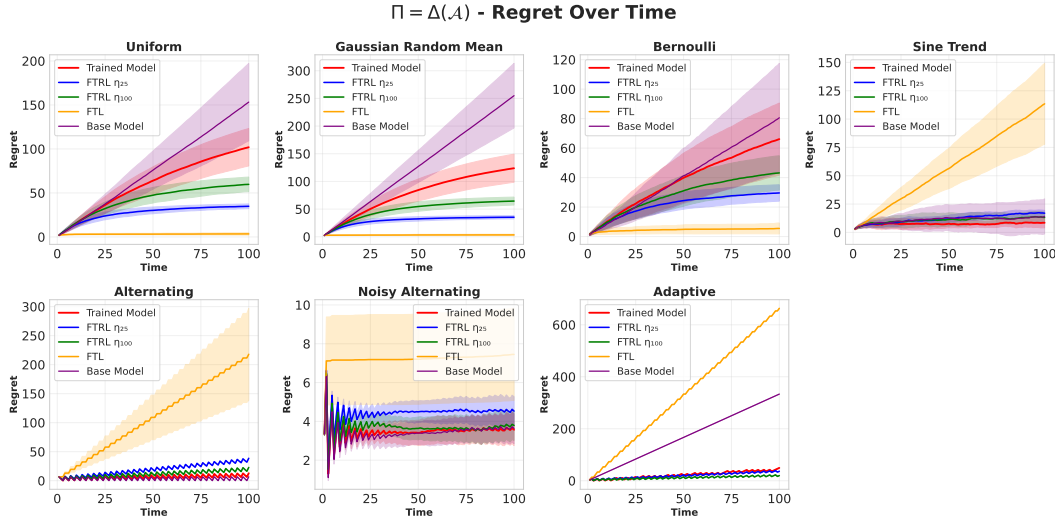 Π = Δ(𝒜) - Regret Over Time
Uniform
Regret
200
150
100
50
0
Trained Model
FTRL η₂₅
FTRL η₁₀₀
FTL
Base Model
0 25 50 75 100
Time
Gaussian Random Mean
Regret
300
250
200
150
100
50
0
Trained Model
FTRL η₂₅
FTRL η₁₀₀
FTL
Base Model
0 25 50 75 100
Time
Bernoulli
Regret
120
100
80
60
40
20
0
Trained Model
FTRL η₂₅
FTRL η₁₀₀
FTL
Base Model
0 25 50 75 100
Time
Sine Trend
Regret
150
125
100
75
50
25
0
Trained Model
FTRL η₂₅
FTRL η₁₀₀
FTL
Base Model
0 25 50 75 100
Time
Alternating
Regret
300
250
200
150
100
50
0
Trained Model
FTRL η₂₅
FTRL η₁₀₀
FTL
Base Model
0 25 50 75 100
Time
Noisy Alternating
Regret
10
8
6
4
2
Trained Model
FTRL η₂₅
FTRL η₁₀₀
FTL
Base Model
0 25 50 75 100
Time
Adaptive
Regret
600
400
200
0
Trained Model
FTRL η₂₅
FTRL η₁₀₀
FTL
Base Model
0 25 50 75 100
Time